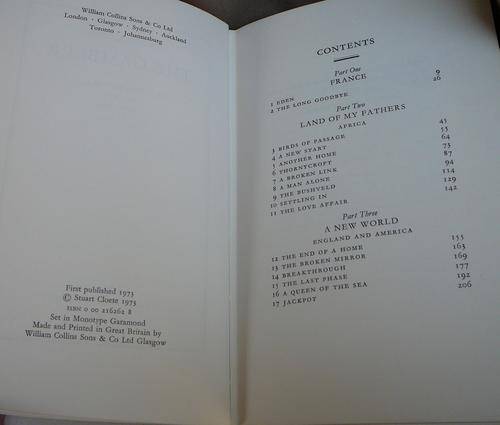 William Collins Sons & Co Ltd
London · Glasgow · Sydney · Auckland
Toronto · Johannesburg
First published 1973
© Stuart Cloete 1973
ISBN 0 00 216262 8
Set in Monotype Garamond
Made and Printed in Great Britain by
William Collins Sons & Co Ltd Glasgow
CONTENTS
Part One
FRANCE
1 EDEN 9
2 THE LONG GOODBYE 26
Part Two
LAND OF MY FATHERS
AFRICA
3 BIRDS OF PASSAGE 45
4 A NEW START 53
5 ANOTHER HOME 64
6 THORNYCROFT 73
7 A BROKEN LINK 87
8 A MAN ALONE 94
9 THE BUSHVELD 114
10 SETTLING IN 129
11 THE LOVE AFFAIR 142
Part Three
A NEW WORLD
ENGLAND AND AMERICA
12 THE END OF A HOME 155
13 THE BROKEN MIRROR 163
14 BREAKTHROUGH 169
15 THE LAST PHASE 177
16 A QUEEN OF THE SEA 192
17 JACKPOT 206